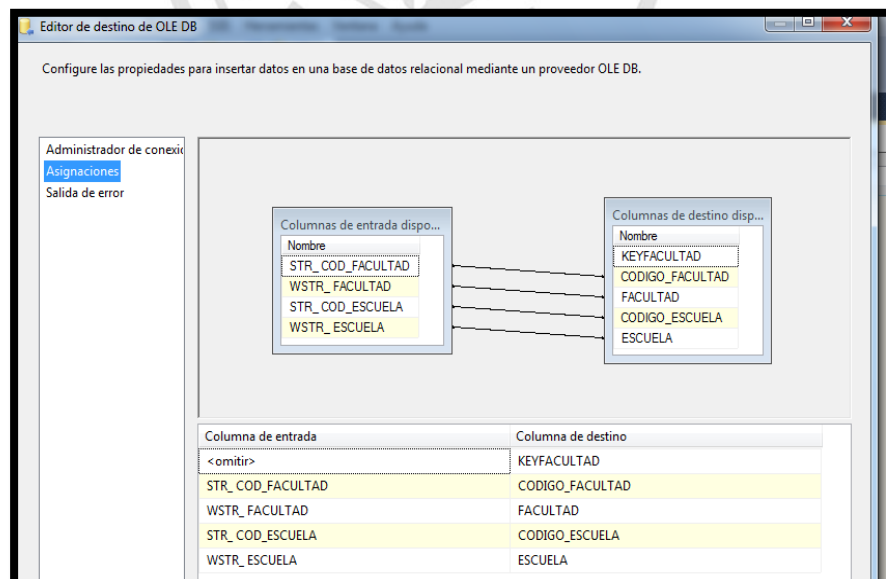 Editor de destino de OLE DB
Configure las propiedades para insertar datos en una base de datos relacional mediante un proveedor OLE DB.
Administrador de conexio
Asignaciones
Salida de error
Columnas de entrada dispo...
Nombre
STR_COD_FACULTAD
WSTR_FACULTAD
STR_COD_ESCUELA
WSTR_ESCUELA
Columnas de destino disp...
Nombre
KEYFACULTAD
CODIGO_FACULTAD
FACULTAD
CODIGO_ESCUELA
ESCUELA
Columna de entrada Columna de destino
<omitir> KEYFACULTAD
STR_COD_FACULTAD CODIGO_FACULTAD
WSTR_FACULTAD FACULTAD
STR_COD_ESCUELA CODIGO_ESCUELA
WSTR_ESCUELA ESCUELA